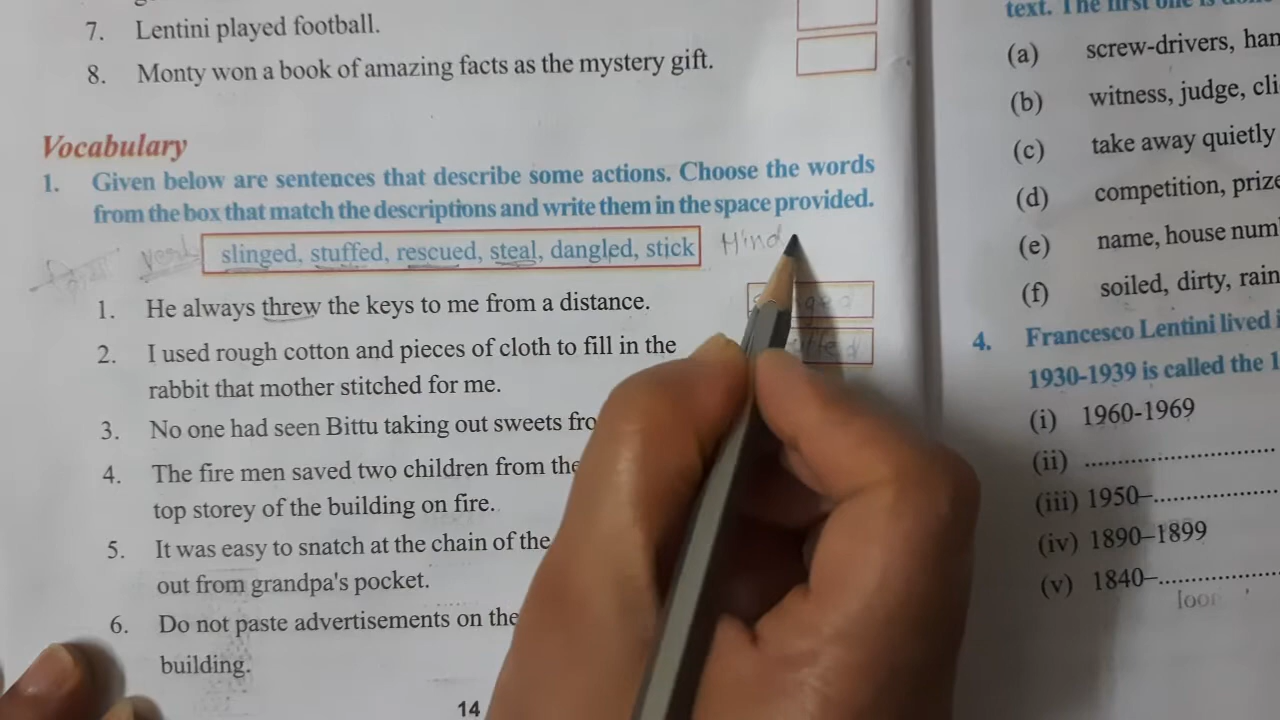 7. Lentini played football.
8. Monty won a book of amazing facts as the mystery gift.
Vocabulary
1. Given below are sentences that describe some actions. Choose the words
from the box that match the descriptions and write them in the space provided.
verb slinged, stuffed, rescued, steal, dangled, stick Hind
1. He always threw the keys to me from a distance.
2. I used rough cotton and pieces of cloth to fill in the
rabbit that mother stitched for me.
3. No one had seen Bittu taking out sweets fro
4. The fire men saved two children from the
top storey of the building on fire.
5. It was easy to snatch at the chain of the
out from grandpa's pocket.
6. Do not paste advertisements on the
building.
14
text. The first one is
(a) screw-drivers, han
(b) witness, judge, cli
(c) take away quietly
(d) competition, prize
(e) name, house num
(f) soiled, dirty, rain
4. Francesco Lentini lived i
1930-1939 is called the 1
(i) 1960-1969
(ii) ..............................
(iii) 1950–....................
(iv) 1890–1899
(v) 1840–....................